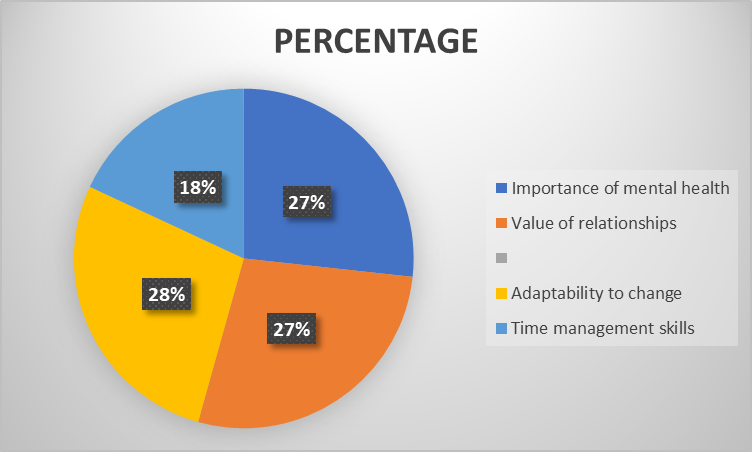 PERCENTAGE
18%
27%
28%
27%
Importance of mental health
Value of relationships
Adaptability to change
Time management skills